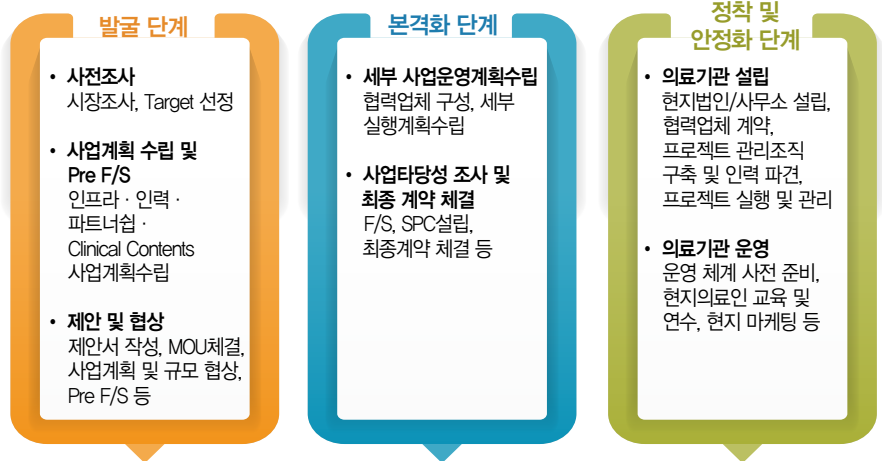 발굴 단계
• 사전조사
시장조사, Target 선정
• 사업계획 수립 및
Pre F/S
인프라 · 인력 ·
파트너쉽 ·
Clinical Contents
사업계획수립
• 제안 및 협상
제안서 작성, MOU체결,
사업계획 및 규모 협상,
Pre F/S 등
본격화 단계
• 세부 사업운영계획수립
협력업체 구성, 세부
실행계획수립
• 사업타당성 조사 및
최종 계약 체결
F/S, SPC설립,
최종계약 체결 등
정착 및
안정화 단계
• 의료기관 설립
현지법인/사무소 설립,
협력업체 계약,
프로젝트 관리조직
구축 및 인력 파견,
프로젝트 실행 및 관리
• 의료기관 운영
운영 체계 사전 준비,
현지의료인 교육 및
연수, 현지 마케팅 등